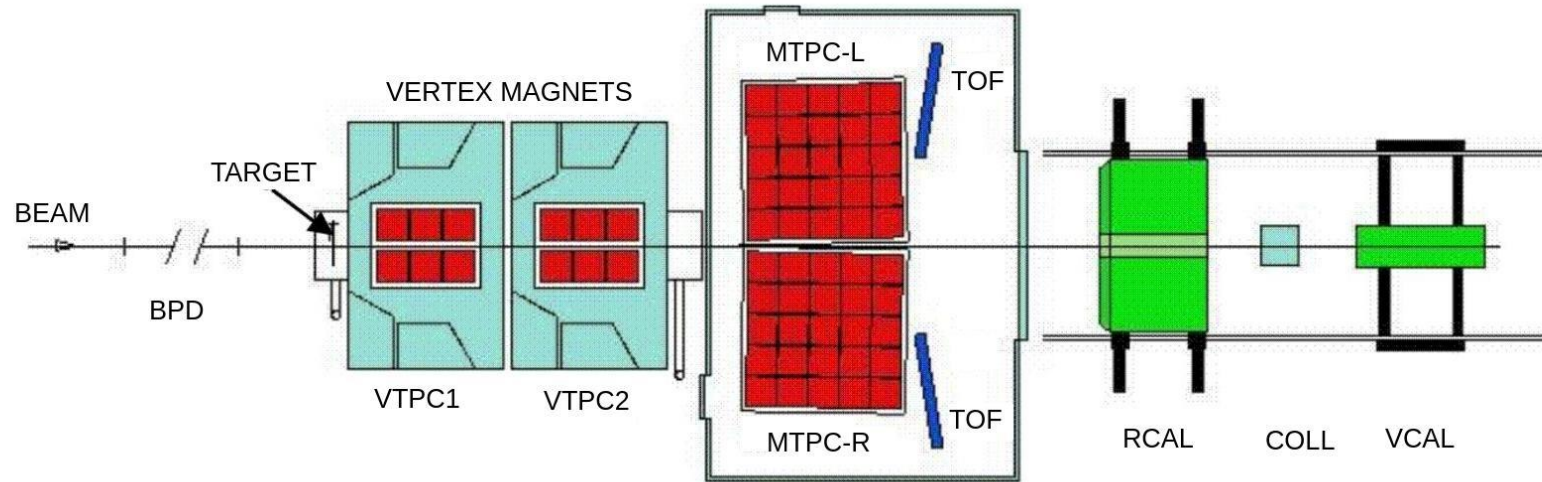 MTPC-L
TOF
VERTEX MAGNETS
TARGET
BEAM
BPD
VTPC1
VTPC2
MTPC-R
TOF
RCAL
COLL
VCAL